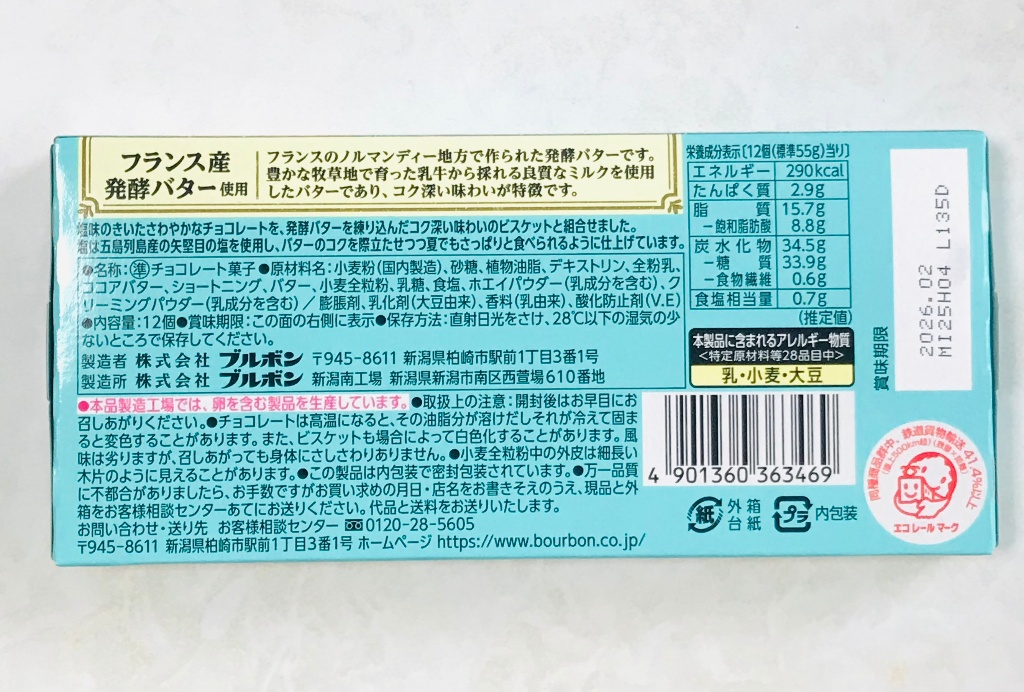 フランス産
発酵バター使用
フランスのノルマンディー地方で作られた発酵バターです。
豊かな牧草地で育った乳牛から採れる良質なミルクを使用
したバターであり、コク深い味わいが特徴です。
塩味のきいたさわやかなチョコレートを、発酵バターを練り込んだコク深い味わいのビスケットと組合せました。
塩は五島列島産の矢堅目の塩を使用し、バターのコクを際立たせつつ夏でもさっぱりと食べられるように仕上げています。
●名称：㊜チョコレート菓子●原材料名：小麦粉(国内製造)、砂糖、植物油脂、デキストリン、全粉乳、
ココアバター、ショートニング、バター、小麦全粒粉、乳糖、食塩、ホエイパウダー(乳成分を含む)、ク
リーミングパウダー(乳成分を含む)／膨脹剤、乳化剤(大豆由来)、香料(乳由来)、酸化防止剤(V.E)
●内容量：12個●賞味期限：この面の右側に表示●保存方法：直射日光をさけ、28℃以下の湿気の少
ないところで保存してください。
製造者 株式会社 ブルボン 〒945-8611 新潟県柏崎市駅前1丁目3番1号
製造所 株式会社 ブルボン 新潟南工場 新潟県新潟市南区西萱場610番地
●本品製造工場では、卵を含む製品を生産しています。●取扱上の注意：開封後はお早目にお
召しあがりください。●チョコレートは高温になると、その油脂分が溶けだしそれが冷えて固ま
ると変色することがあります。また、ビスケットも場合によって白色化することがあります。風
味は劣りますが、召しあがっても身体にさしさわりありません。●小麦全粒粉中の外皮は細長い
木片のように見えることがあります。●この製品は内包装で密封包装されています。●万一品質
に不都合がありましたら、お手数ですがお買い求めの月日・店名をお書きそえのうえ、現品と外
箱をお客様相談センターあてにお送りください。代品と送料をお送りいたします。
お問い合わせ・送り先 お客様相談センター 0120-28-5605
〒945-8611 新潟県柏崎市駅前1丁目3番1号 ホームページ https://www.bourbon.co.jp/
栄養成分表示［12個(標準55g)当り］
エネルギー 290kcal
たんぱく質 2.9g
脂質 15.7g
－飽和脂肪酸 8.8g
炭水化物 34.5g
－糖質 33.9g
－食物繊維 0.6g
食塩相当量 0.7g
(推定値)
本製品に含まれるアレルギー物質
<特定原材料等28品目中>
乳・小麦・大豆
4 901360 363469
紙
外箱
台紙
プラ
内包装
賞味期限
2026.02
MI25H04 L135D
同種商品群中、鉄道貨物輸送41.4%以上
(陸上500km超)(数量×距離)
エコレールマーク